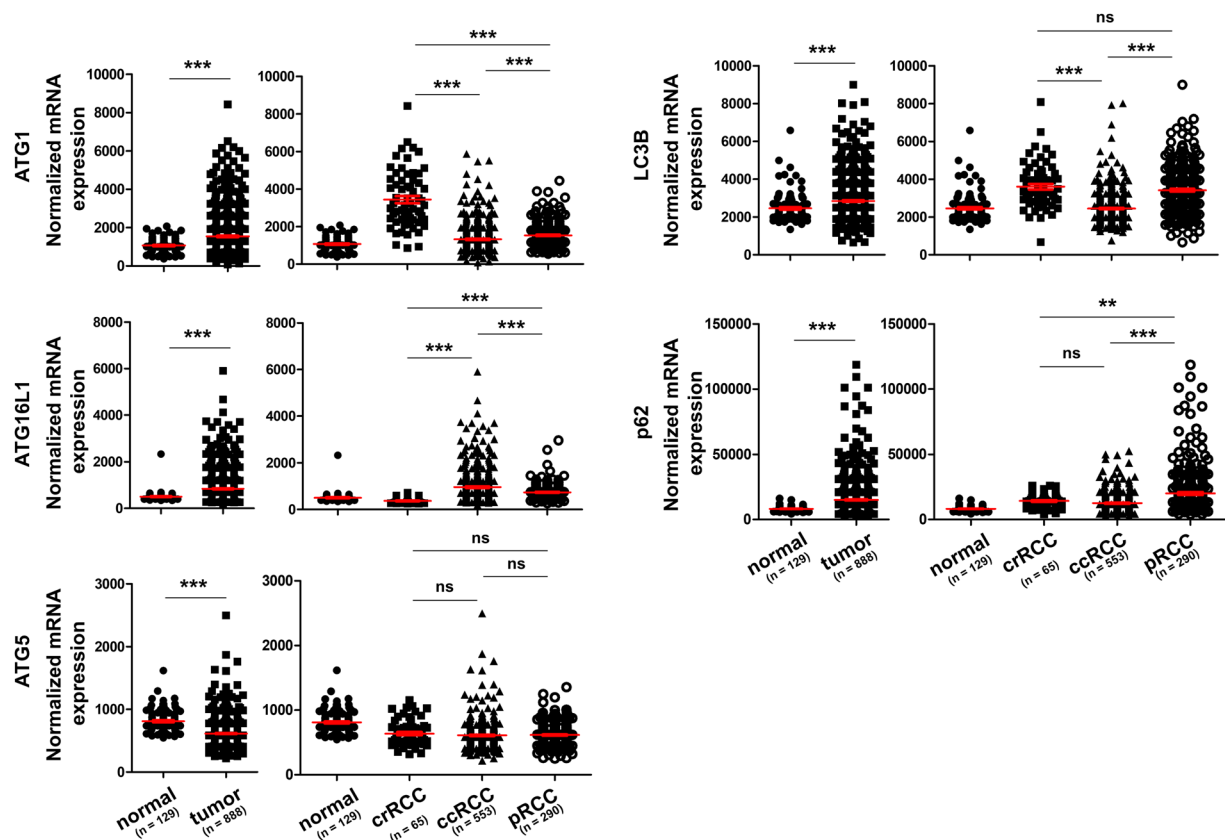 ATG1
Normalized mRNA
expression
10000
8000
6000
4000
2000
0
***
10000
8000
6000
4000
2000
0
***
***
***
ATG16L1
Normalized mRNA
expression
8000
6000
4000
2000
0
***
8000
6000
4000
2000
0
***
***
***
ATG5
Normalized mRNA
expression
3000
2000
1000
0
***
normal
(n = 129)
tumor
(n = 888)
3000
2000
1000
0
ns
ns
ns
normal
(n = 129)
crRCC
(n = 65)
ccRCC
(n = 553)
pRCC
(n = 290)
LC3B
Normalized mRNA
expression
10000
8000
6000
4000
2000
0
***
10000
8000
6000
4000
2000
0
ns
***
***
p62
Normalized mRNA
expression
150000
100000
50000
0
***
normal
(n = 129)
tumor
(n = 888)
150000
100000
50000
0
**
***
ns
normal
(n = 129)
crRCC
(n = 65)
ccRCC
(n = 553)
pRCC
(n = 290)